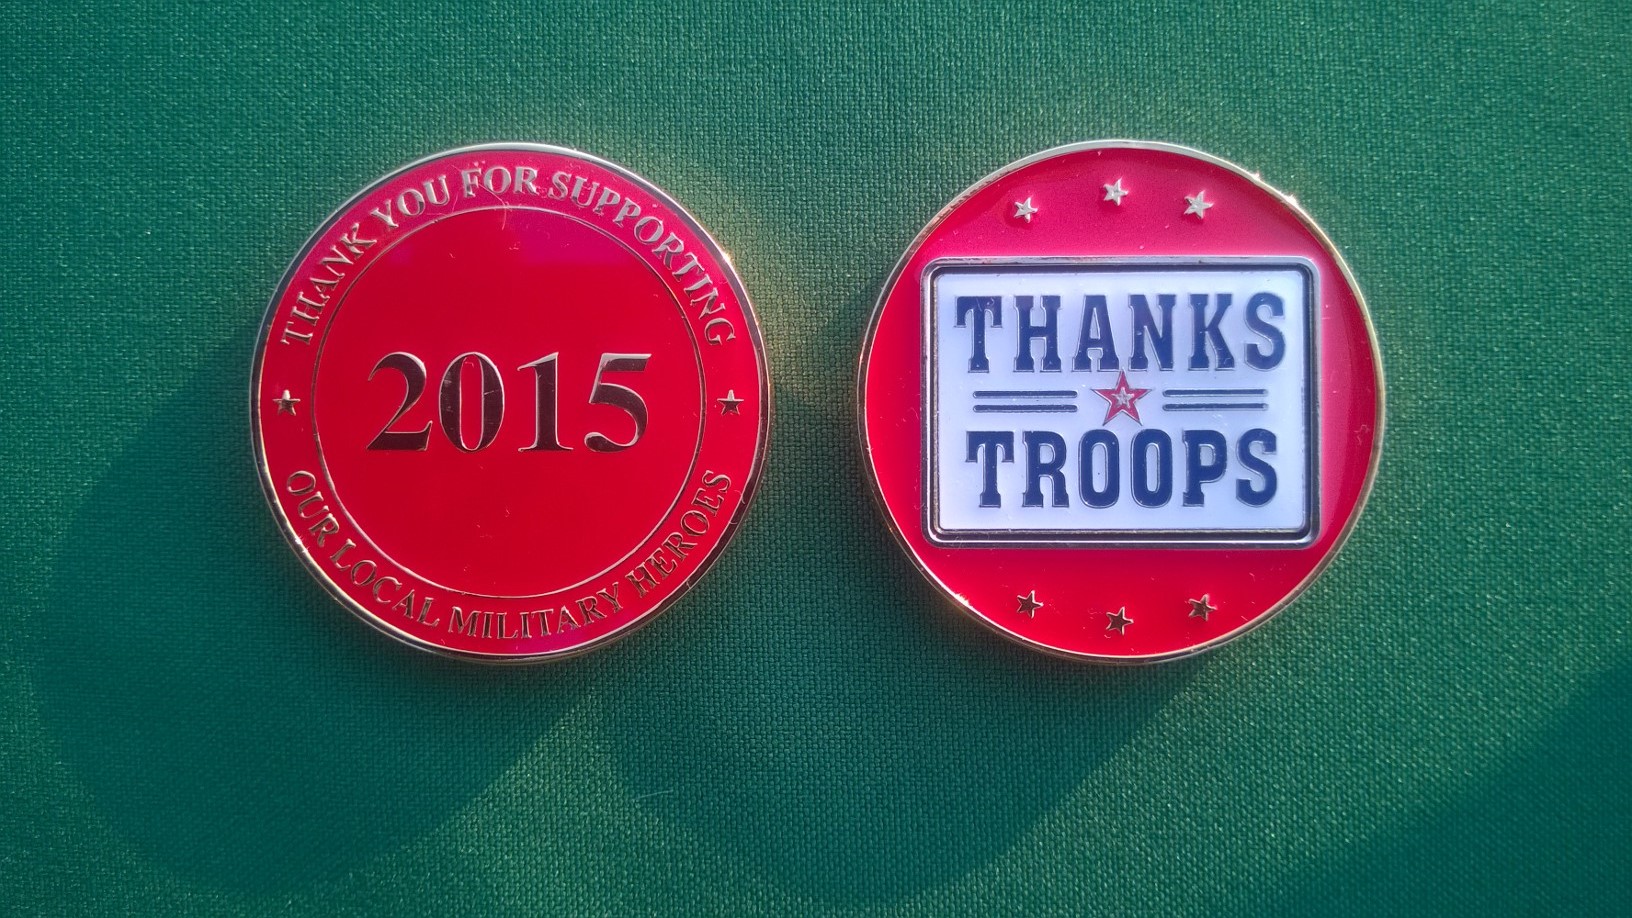 THANK YOU FOR SUPPORTING
2015
OUR LOCAL MILITARY HEROES
THANKS
TROOPS